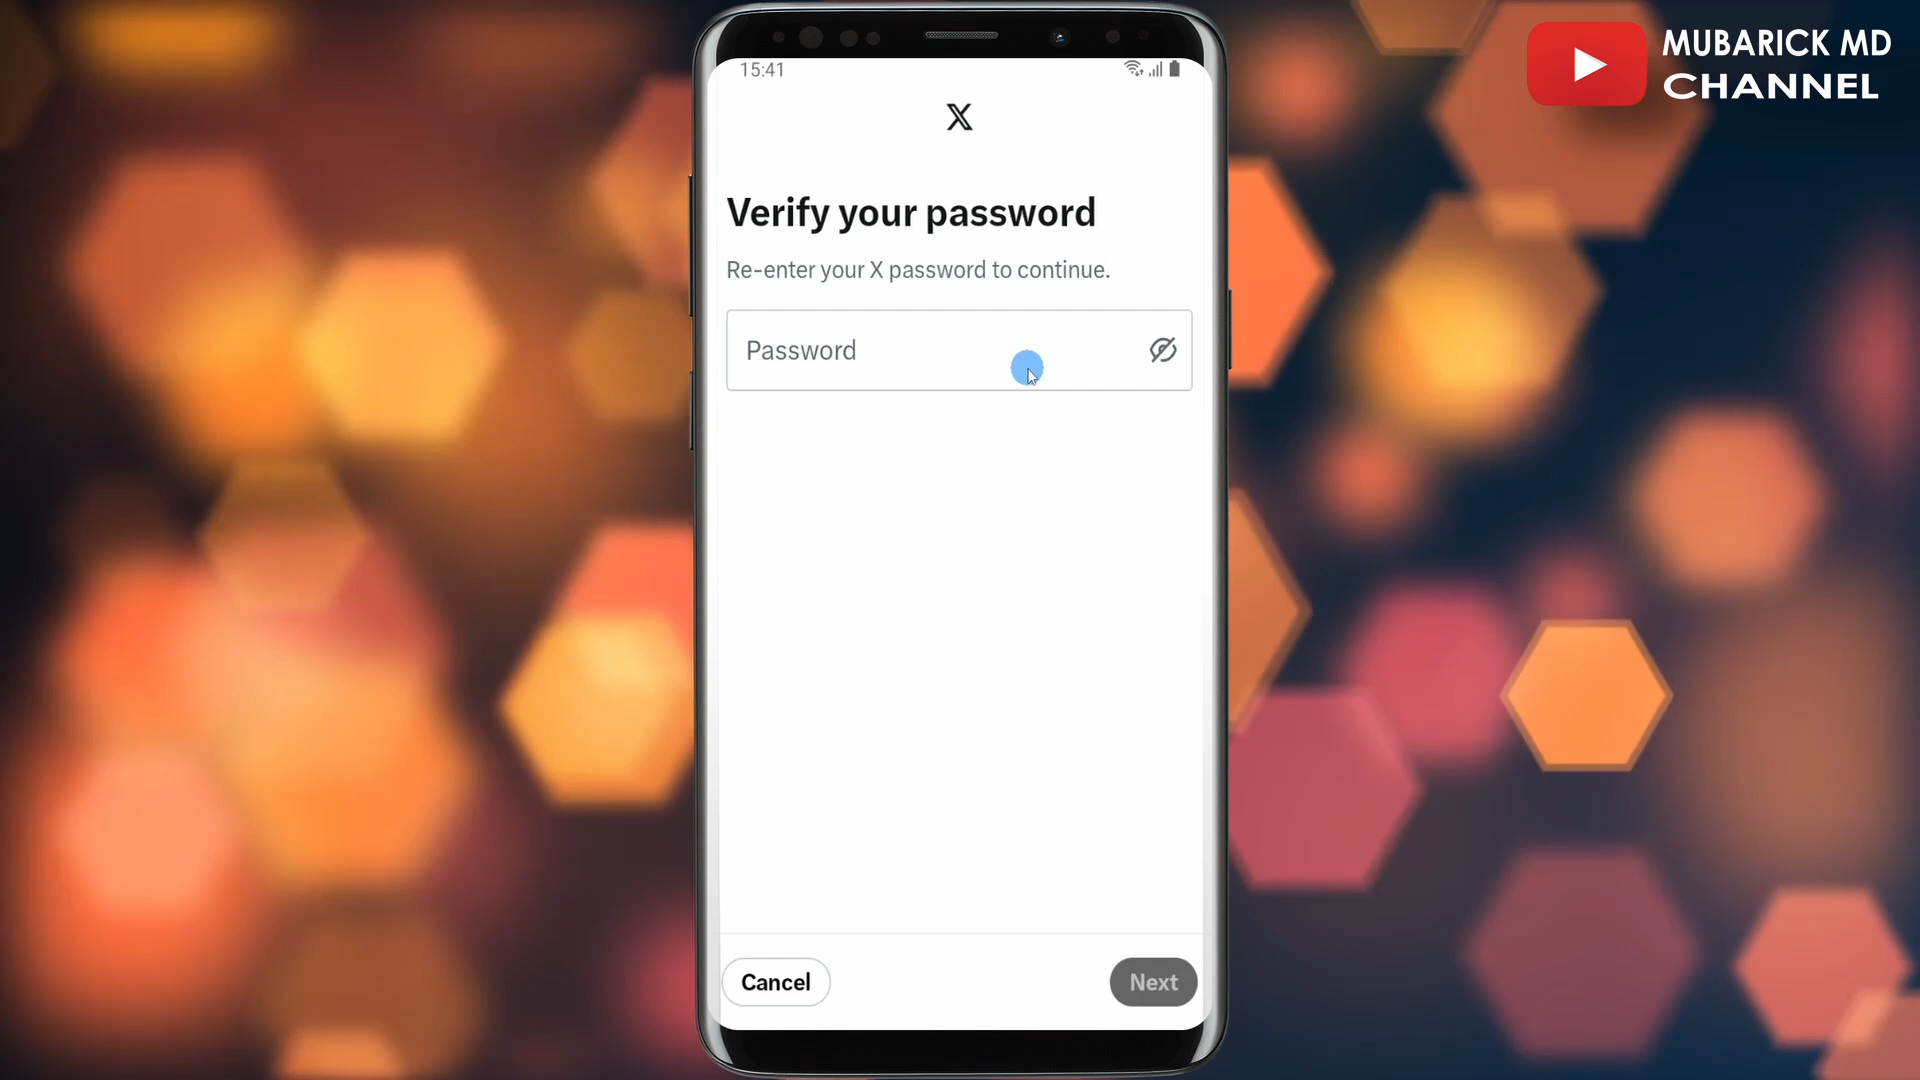 MUBARICK MD
CHANNEL
15:41
X
Verify your password
Re-enter your X password to continue.
Password
Cancel
Next